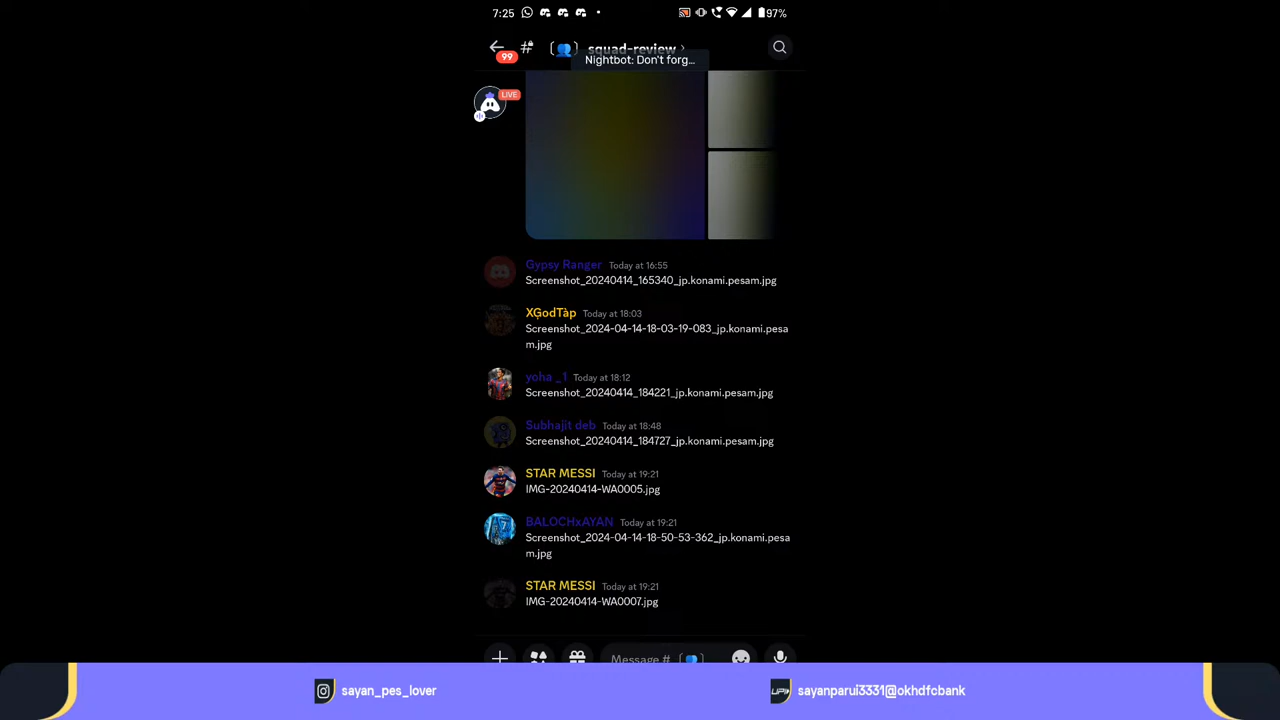 7:25
97%
99
squad-review
Nightbot: Don't forg...
LIVE
Gypsy Ranger Today at 16:55
Screenshot_20240414_165340_jp.konami.pesam.jpg
XGodTàp Today at 18:03
Screenshot_2024-04-14-18-03-19-083_jp.konami.pesa
m.jpg
yoha _1 Today at 18:12
Screenshot_20240414_184221_jp.konami.pesam.jpg
Subhajit deb Today at 18:48
Screenshot_20240414_184727_jp.konami.pesam.jpg
STAR MESSI Today at 19:21
IMG-20240414-WA0005.jpg
BALOCHxAYAN Today at 19:21
Screenshot_2024-04-14-18-50-53-362_jp.konami.pesa
m.jpg
STAR MESSI Today at 19:21
IMG-20240414-WA0007.jpg
Message #
sayan_pes_lover
UPI
sayanparui3331@okhdfcbank